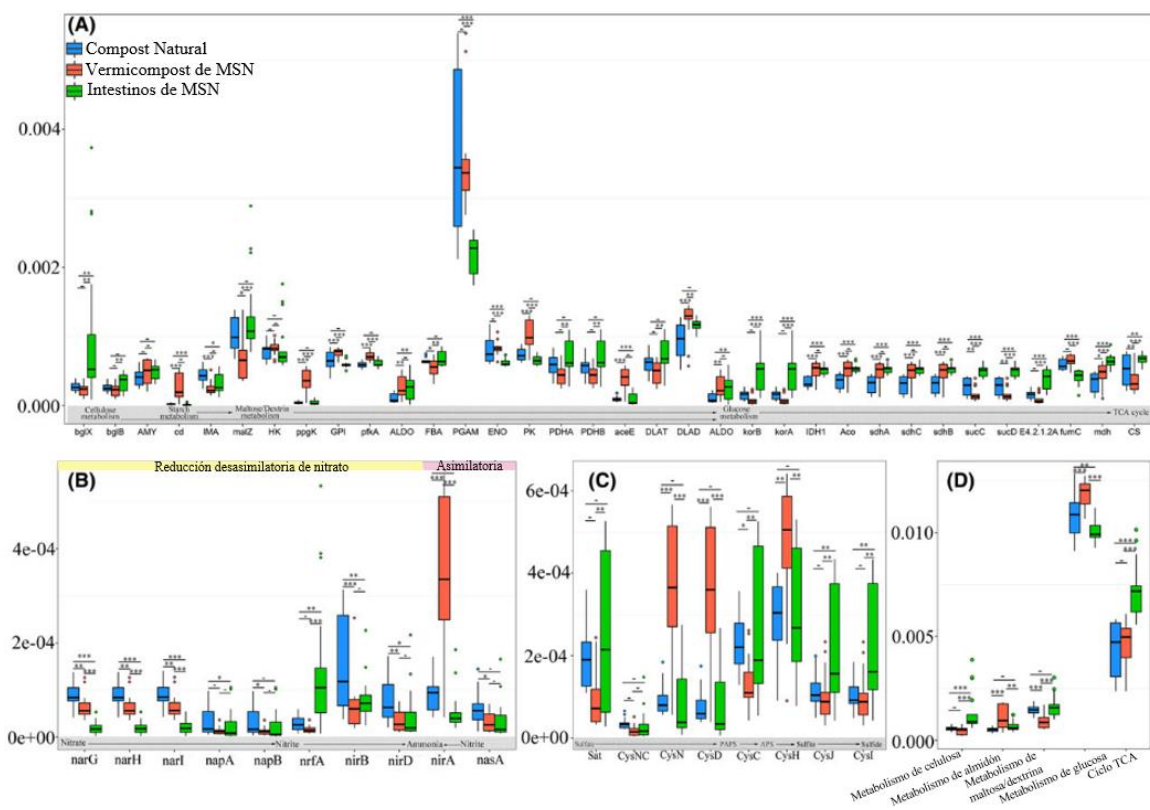 (A)
Compost Natural
Vermicompost de MSN
Intestinos de MSN
0.004
0.002
0.000
Cellulose metabolism
Starch metabolism
Maltose/Dextrin metabolism
Glucose metabolism
TCA cycle
bglX bglB AMY cd IMA malZ HK ppgK GPI pfkA ALDO FBA PGAM ENO PK PDHA PDHB aceE DLAT DLAD ALDO korB korA IDH1 Aco sdhA sdhC sdhB sucC sucD E4.2.1.2A fumC mdh CS
Reducción desasimilatoria de nitrato
Asimilatoria
(B)
4e-04
2e-04
0e+00
Nitrate Nitrite Ammonia Nitrite
narG narH narI napA napB nrfA nirB nirD nirA nasA
(C)
6e-04
4e-04
2e-04
0e+00
PAPS APS Sulfite Sulfide
Sat CysNC CysN CysD CysC CysH CysJ CysI
(D)
0.010
0.005
0.000
Metabolismo de celulosa
Metabolismo de almidón
Metabolismo de
maltosa/dextrina
Metabolismo de glucosa
Ciclo TCA